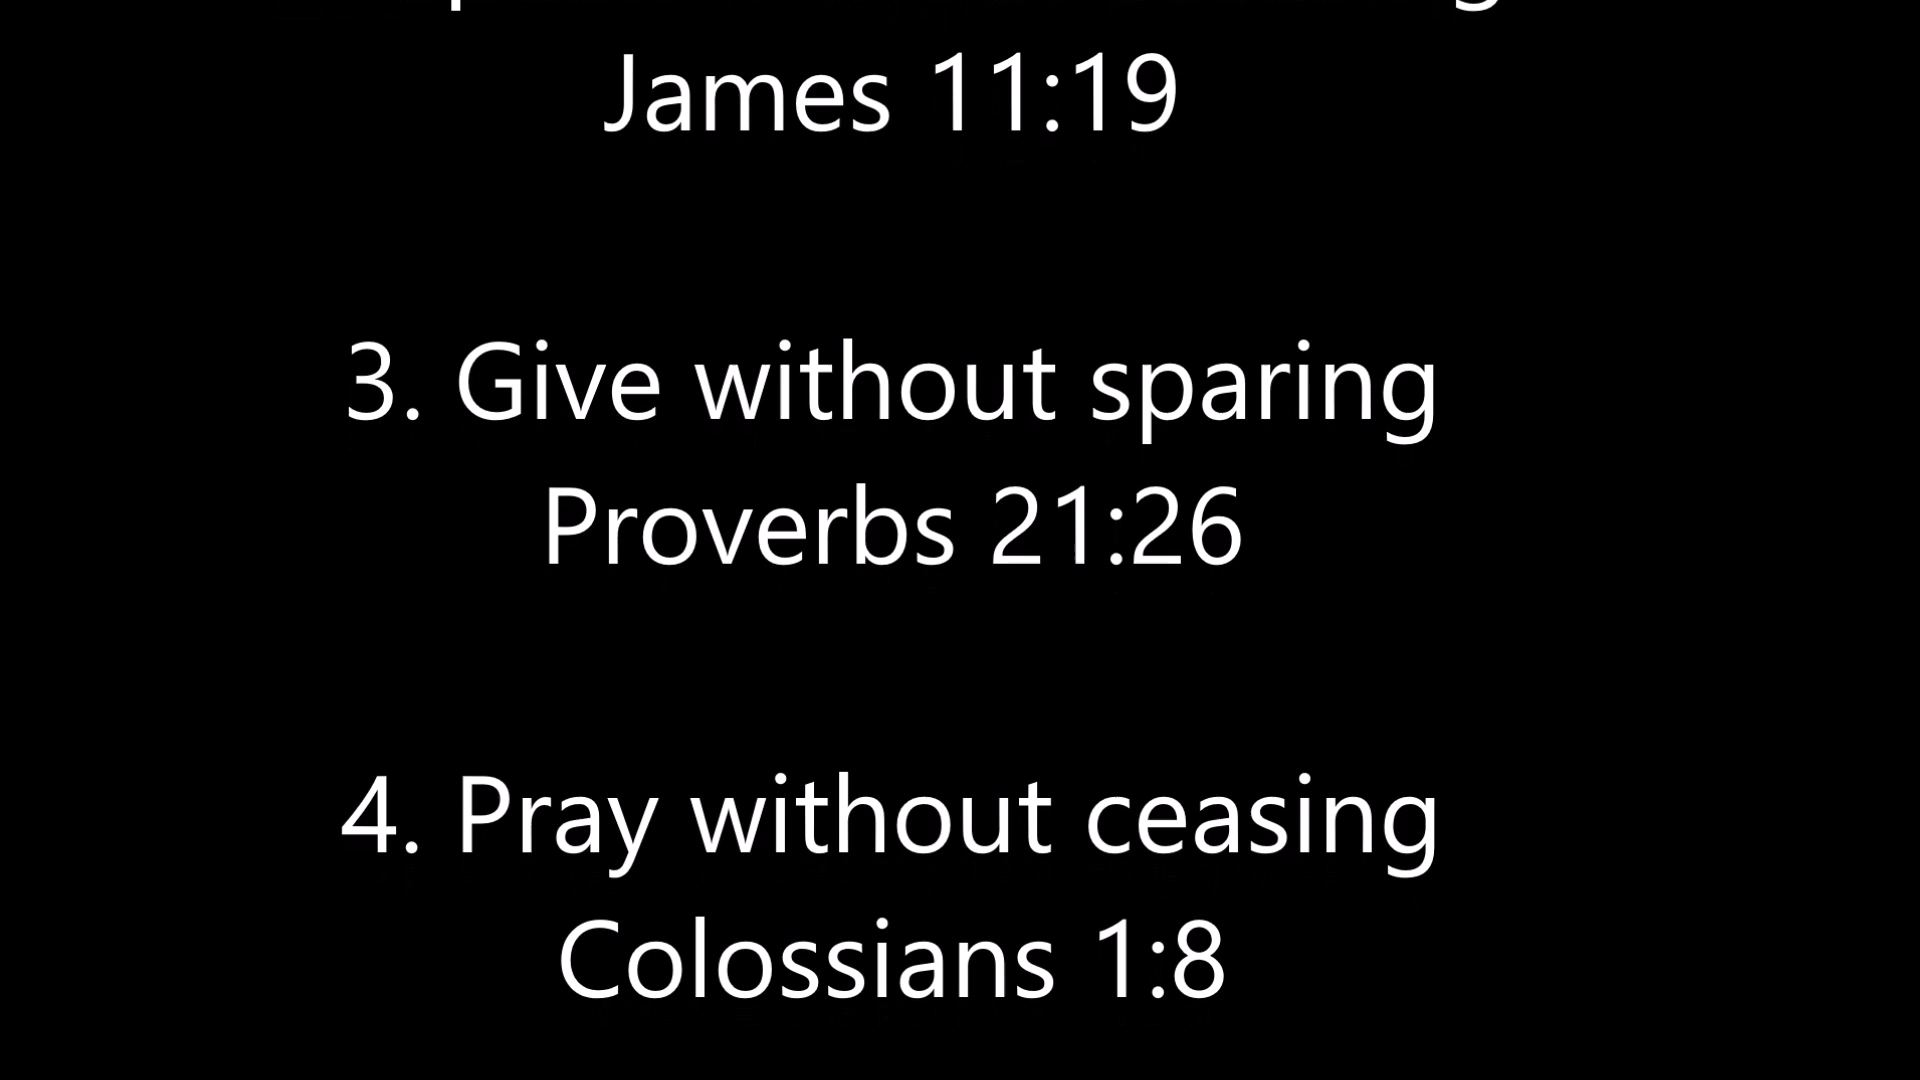 James 11:19
3. Give without sparing
Proverbs 21:26
4. Pray without ceasing
Colossians 1:8